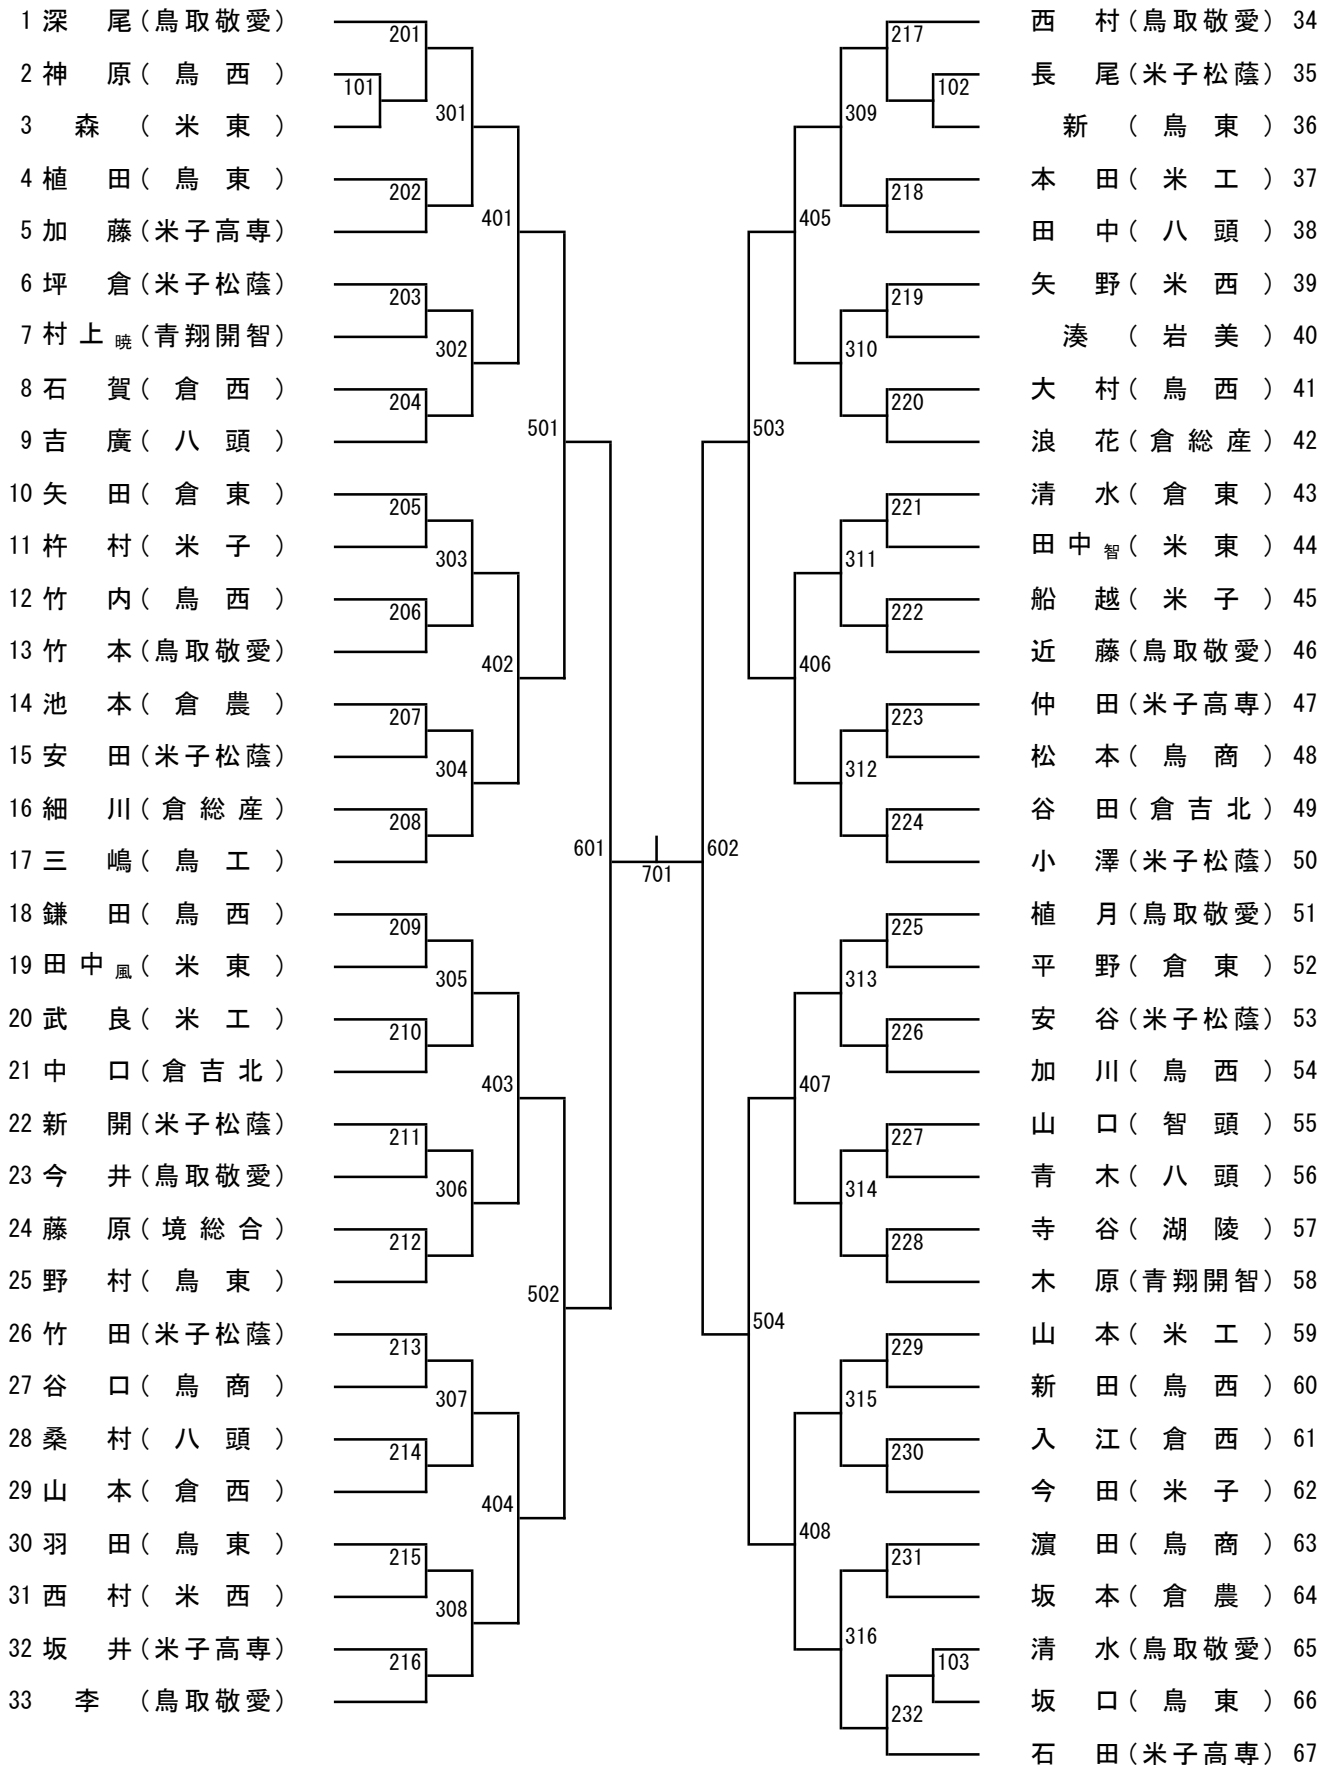 1 深尾(鳥取敬愛)
2 神原(鳥西)
3 森(米東)
4 植田(鳥東)
5 加藤(米子高専)
6 坪倉(米子松蔭)
7 村上暁(青翔開智)
8 石賀(倉西)
9 吉廣(八頭)
10 矢田(倉東)
11 杵村(米子)
12 竹内(鳥西)
13 竹本(鳥取敬愛)
14 池本(倉農)
15 安田(米子松蔭)
16 細川(倉総産)
17 三嶋(鳥工)
18 鎌田(鳥西)
19 田中風(米東)
20 武良(米工)
21 中口(倉吉北)
22 新開(米子松蔭)
23 今井(鳥取敬愛)
24 藤原(境総合)
25 野村(鳥東)
26 竹田(米子松蔭)
27 谷口(鳥商)
28 桑村(八頭)
29 山本(倉西)
30 羽田(鳥東)
31 西村(米西)
32 坂井(米子高専)
33 李(鳥取敬愛)
101
201
202
203
204
205
206
207
208
209
210
211
212
213
214
215
216
301
302
303
304
305
306
307
308
401
402
403
404
501
502
601
701
602
503
504
405
406
407
408
309
310
311
312
313
314
315
316
217
218
219
220
221
222
223
224
225
226
227
228
229
230
231
232
102
103
西村(鳥取敬愛) 34
長尾(米子松蔭) 35
新(鳥東) 36
本田(米工) 37
田中(八頭) 38
矢野(米西) 39
湊(岩美) 40
大村(鳥西) 41
浪花(倉総産) 42
清水(倉東) 43
田中智(米東) 44
船越(米子) 45
近藤(鳥取敬愛) 46
仲田(米子高専) 47
松本(鳥商) 48
谷田(倉吉北) 49
小澤(米子松蔭) 50
植月(鳥取敬愛) 51
平野(倉東) 52
安谷(米子松蔭) 53
加川(鳥西) 54
山口(智頭) 55
青木(八頭) 56
寺谷(湖陵) 57
木原(青翔開智) 58
山本(米工) 59
新田(鳥西) 60
入江(倉西) 61
今田(米子) 62
濵田(鳥商) 63
坂本(倉農) 64
清水(鳥取敬愛) 65
坂口(鳥東) 66
石田(米子高専) 67